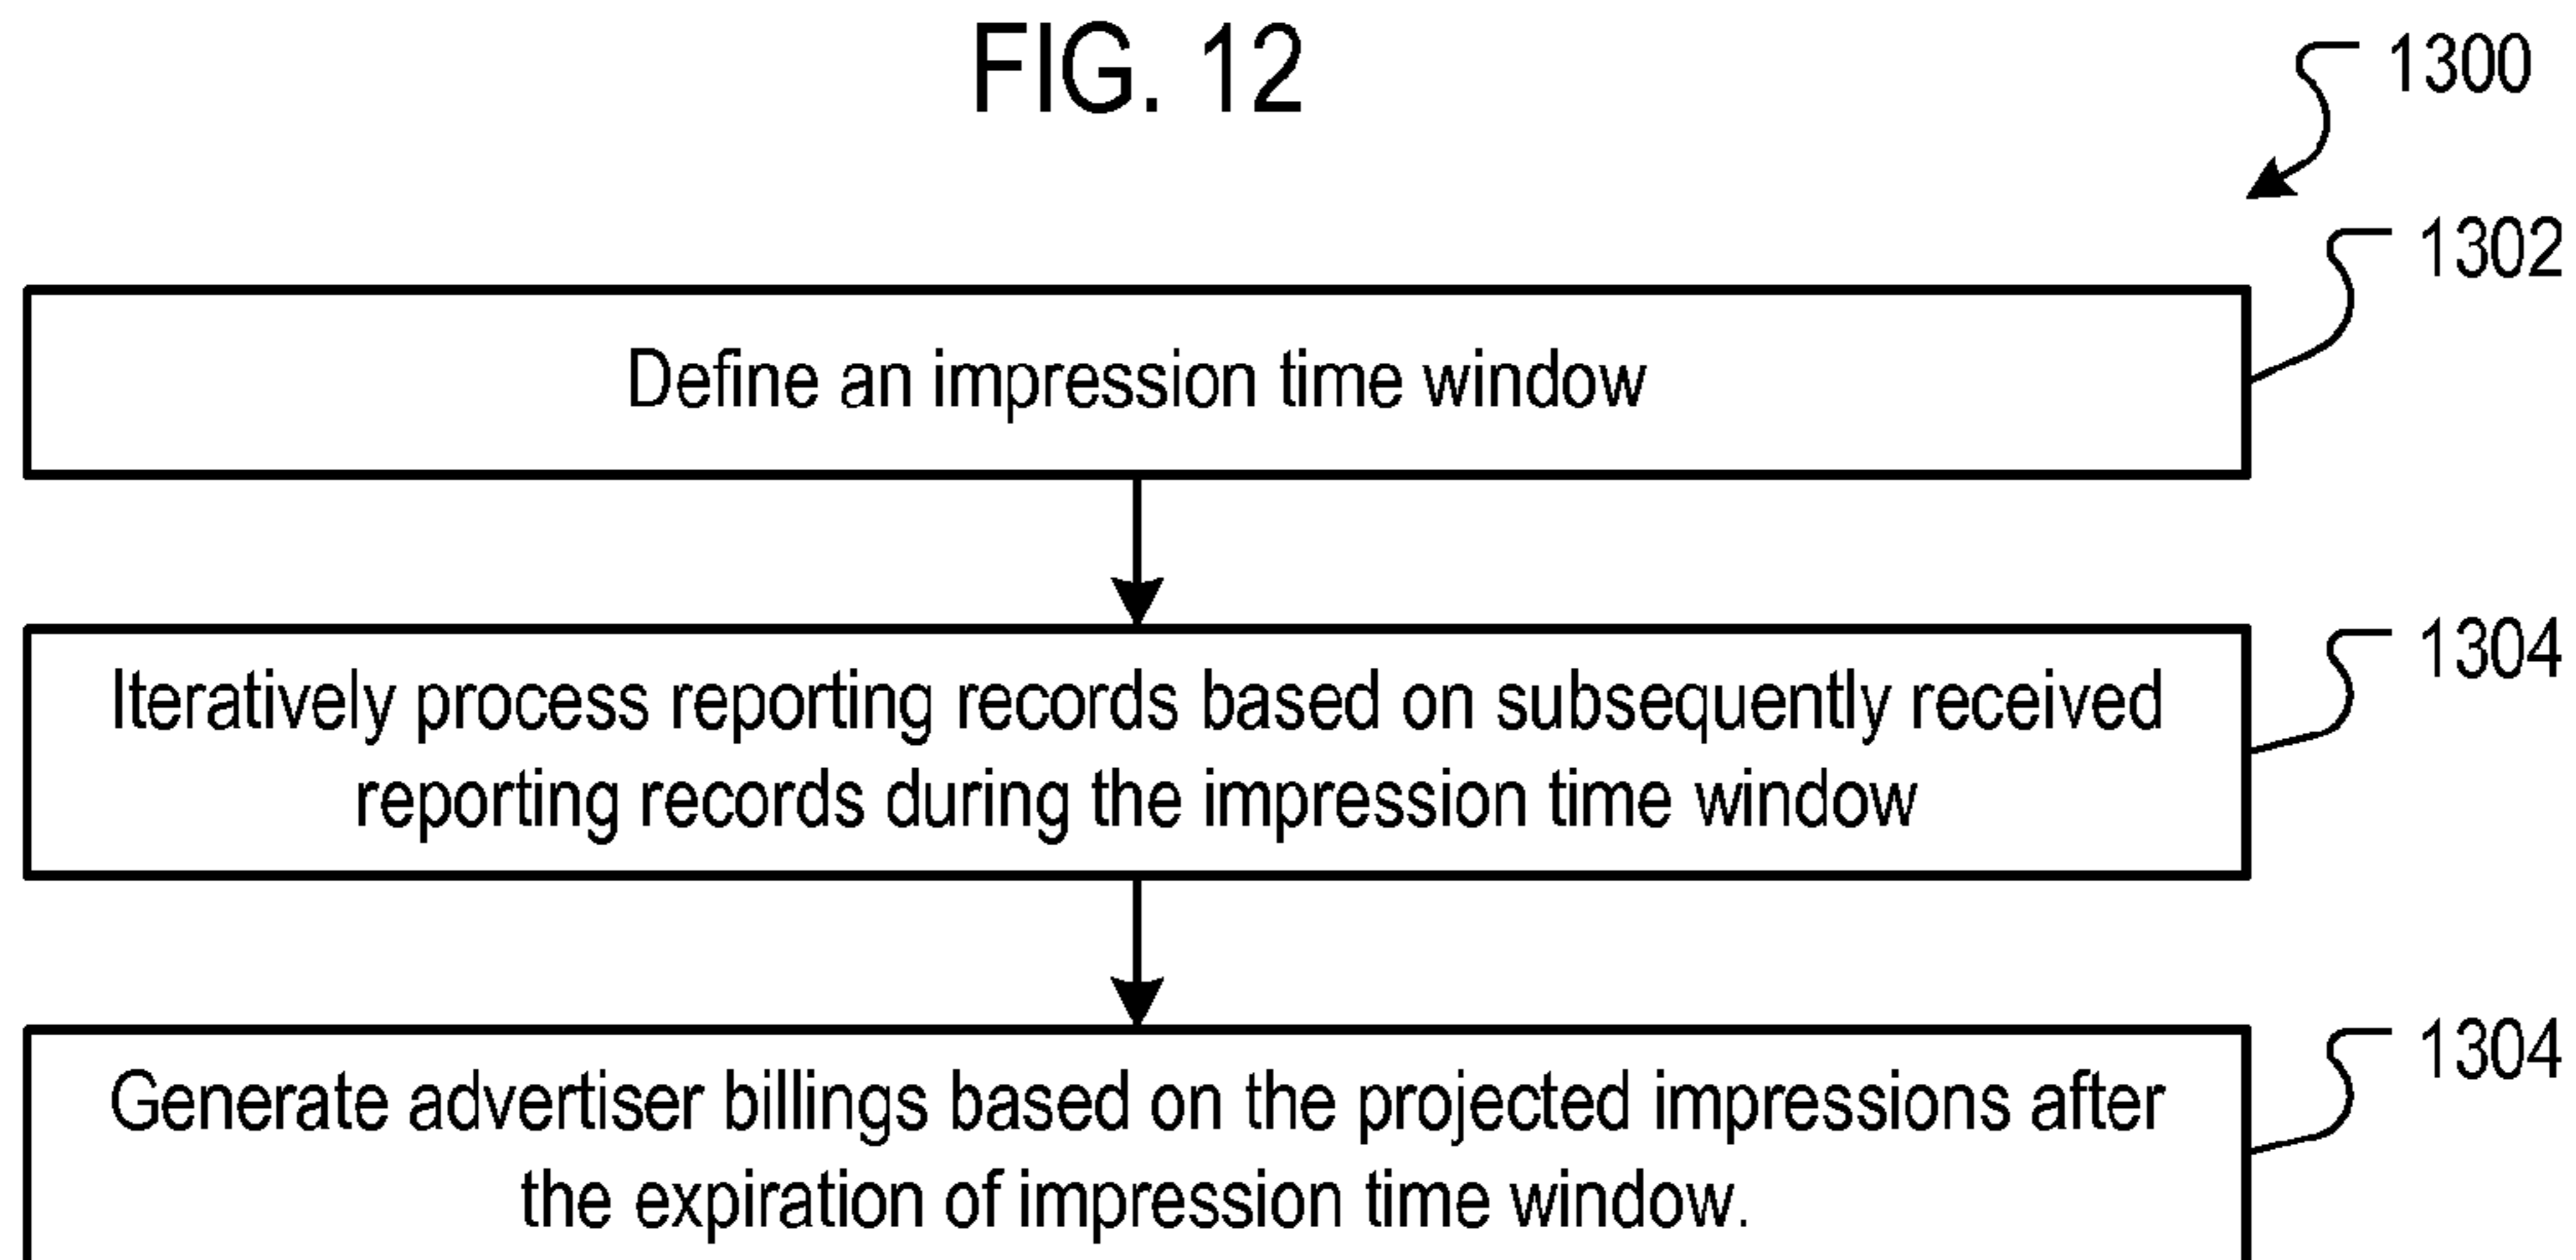 FIG. 12
1300
1302
Define an impression time window
1304
Iteratively process reporting records based on subsequently received
reporting records during the impression time window
1304
Generate advertiser billings based on the projected impressions after
the expiration of impression time window.